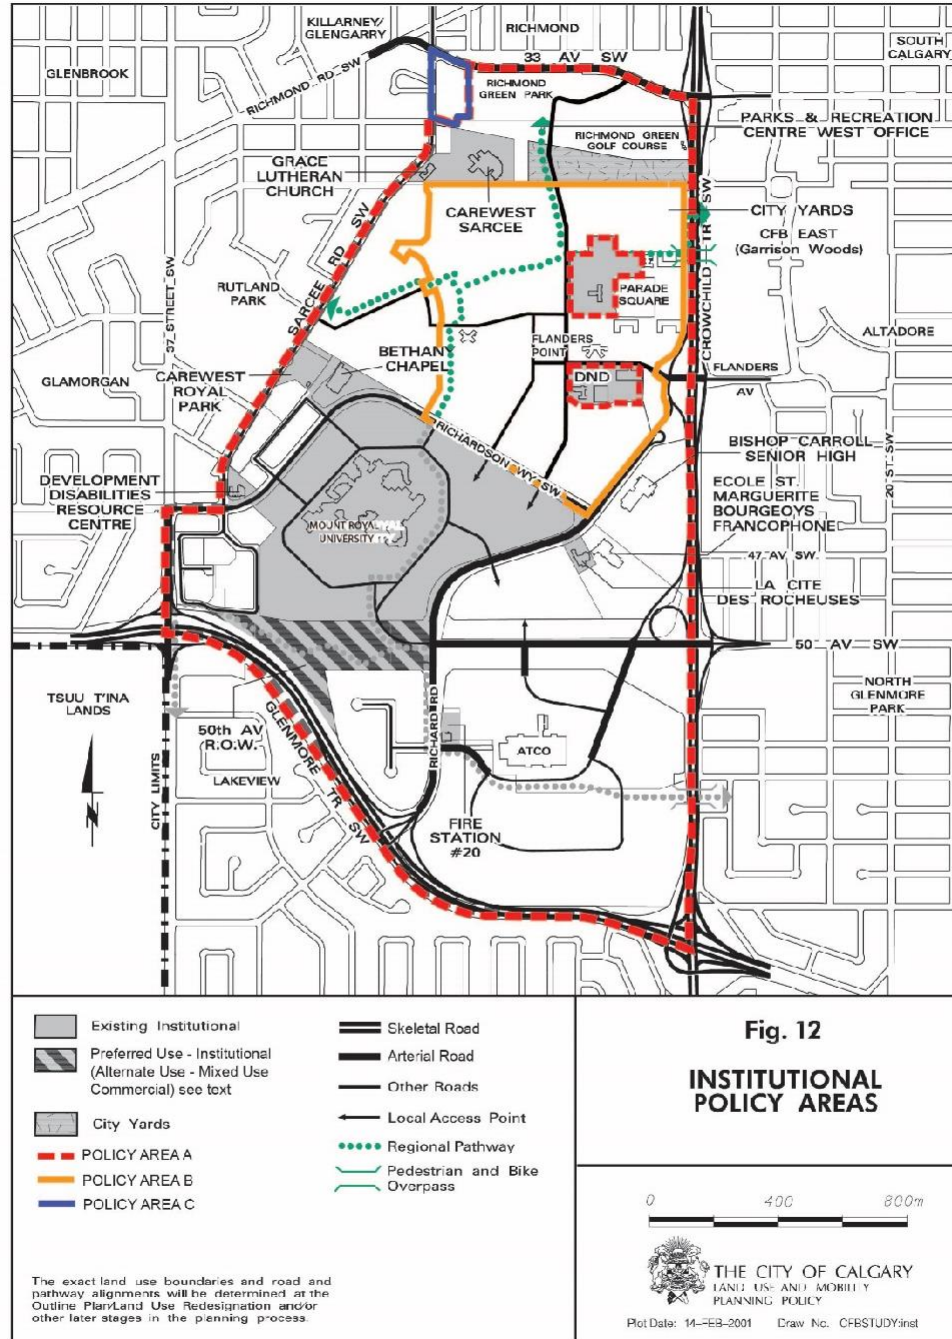 KILLARNEY/
GLENGARRY
RICHMOND
SOUTH
CALGARY
GLENBROOK
RICHMOND RD SW
33 AV SW
RICHMOND
GREEN PARK
PARKS & RECREATION
CENTRE WEST OFFICE
RICHMOND GREEN
GOLF COURSE
GRACE
LUTHERAN
CHURCH
CAREWEST
SARCEE
CITY YARDS
CFB EAST
(Garrison Woods)
SARCEE RD SW
CROWCHILD TR SW
RUTLAND
PARK
37 STREET SW
PARADE
SQUARE
ALTADORE
FLANDERS
POINT
BETHANY
CHAPEL
GLAMORGAN
CAREWEST
ROYAL
PARK
DND
FLANDERS
AV
RICHARDSON WY SW
BISHOP CARROLL
SENIOR HIGH
20 ST SW
DEVELOPMENT
DISABILITIES
RESOURCE
CENTRE
ECOLE ST.
MARGUERITE
BOURGEOYS
FRANCOPHONE
MOUNT ROYAL
UNIVERSITY
47 AV SW
LA CITE
DES ROCHEUSES
50 AV SW
TSUU T'INA
LANDS
NORTH
GLENMORE
PARK
50th AV
R.O.W.
GLENMORE TR SW
RICHARD RD
ATCO
LAKEVIEW
CITY LIMITS
FIRE
STATION
#20
Existing Institutional
Preferred Use - Institutional
(Alternate Use - Mixed Use
Commercial) see text
City Yards
POLICY AREA A
POLICY AREA B
POLICY AREA C
Skeletal Road
Arterial Road
Other Roads
Local Access Point
Regional Pathway
Pedestrian and Bike
Overpass
The exact land use boundaries and road and
pathway alignments will be determined at the
Outline Plan/Land Use Redesignation and/or
other later stages in the planning process.
Fig. 12
INSTITUTIONAL
POLICY AREAS
0 400 800m
THE CITY OF CALGARY
LAND USE AND MOBILITY
PLANNING POLICY
Plot Date: 14-FEB-2001 Draw No. CFBSTUDY:inst